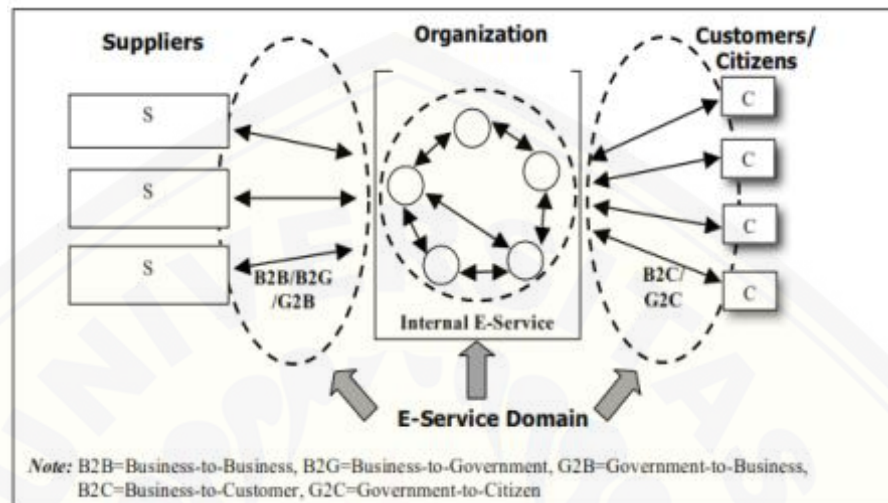 Suppliers
Organization
Customers/
Citizens
S
S
S
C
C
C
C
B2B/B2G
/G2B
Internal E-Service
B2C/
G2C
E-Service Domain
Note: B2B=Business-to-Business, B2G=Business-to-Government, G2B=Government-to-Business,
B2C=Business-to-Customer, G2C=Government-to-Citizen
UNIVERSITAS